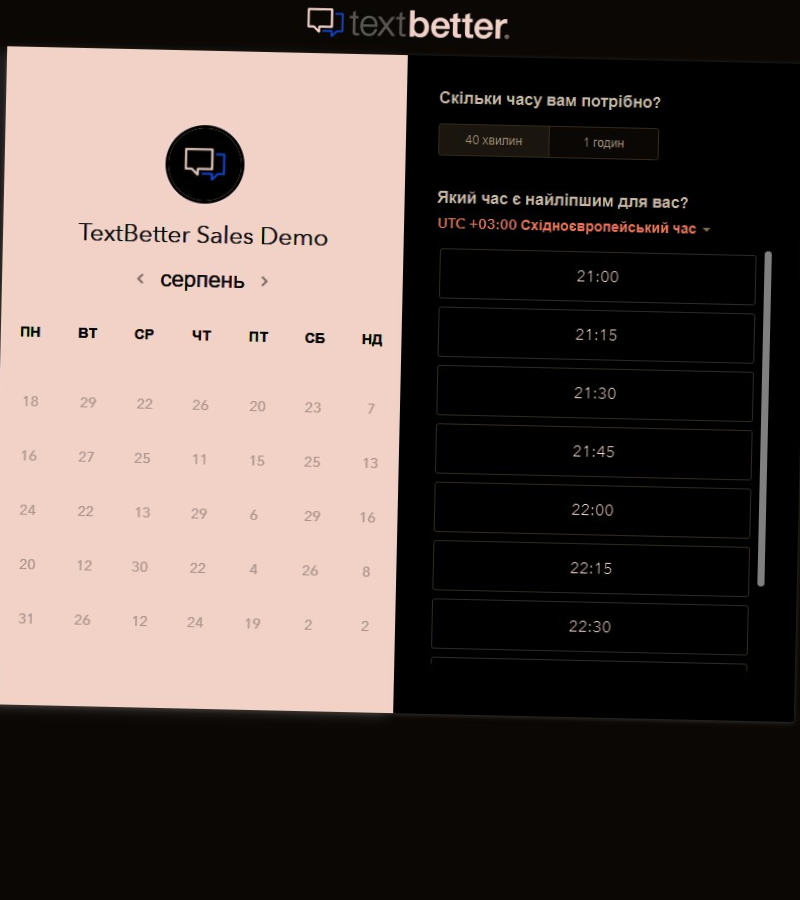 textbetter.
TextBetter Sales Demo
серпень
ПН ВТ СР ЧТ ПТ СБ НД
18 29 22 26 20 23 7
16 27 25 11 15 25 13
24 22 13 29 6 29 16
20 12 30 22 4 26 8
31 26 12 24 19 2 2
Скільки часу вам потрібно?
40 хвилин 1 годин
Який час є найліпшим для вас?
UTC +03:00 Східноєвропейський час
21:00
21:15
21:30
21:45
22:00
22:15
22:30